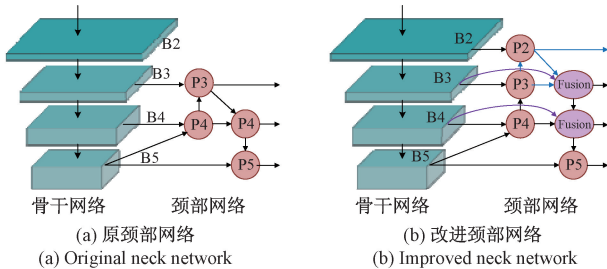 B2
B3
P3
B4
P4
P4
B5
P5
骨干网络
颈部网络
(a) 原颈部网络
(a) Original neck network
B2
P2
B3
P3
Fusion
B4
P4
Fusion
B5
P5
骨干网络
颈部网络
(b) 改进颈部网络
(b) Improved neck network